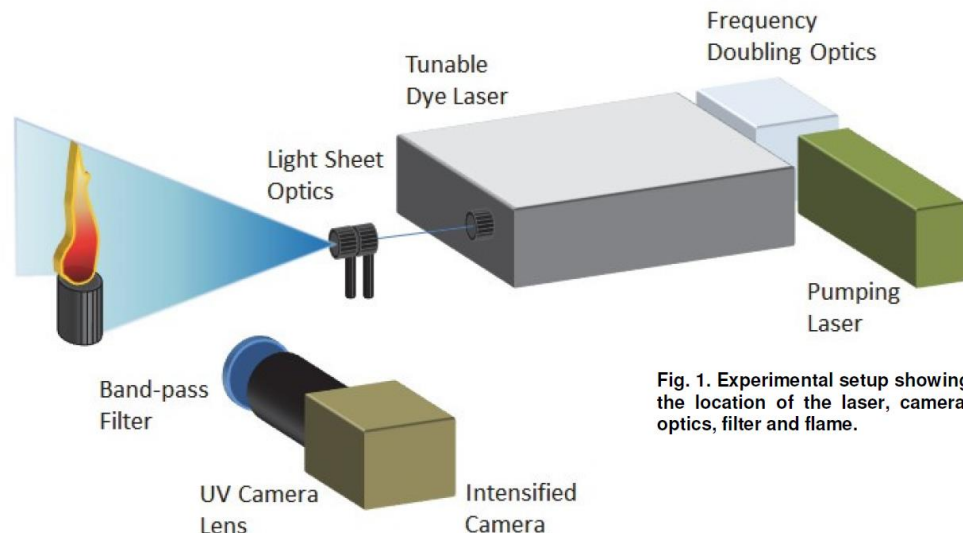 Frequency
Doubling Optics
Tunable
Dye Laser
Light Sheet
Optics
Pumping
Laser
Band-pass
Filter
Fig. 1. Experimental setup showing
the location of the laser, camera
optics, filter and flame.
UV Camera
Lens
Intensified
Camera